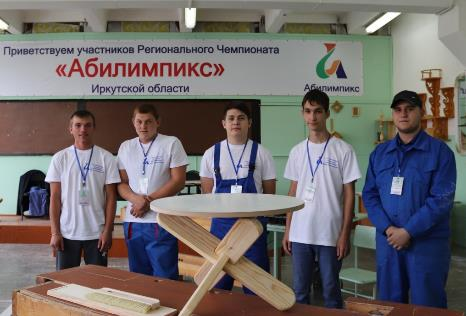 Приветствуем участников Регионального Чемпионата
«Абилимпикс»
Иркутской области
Абилимпикс